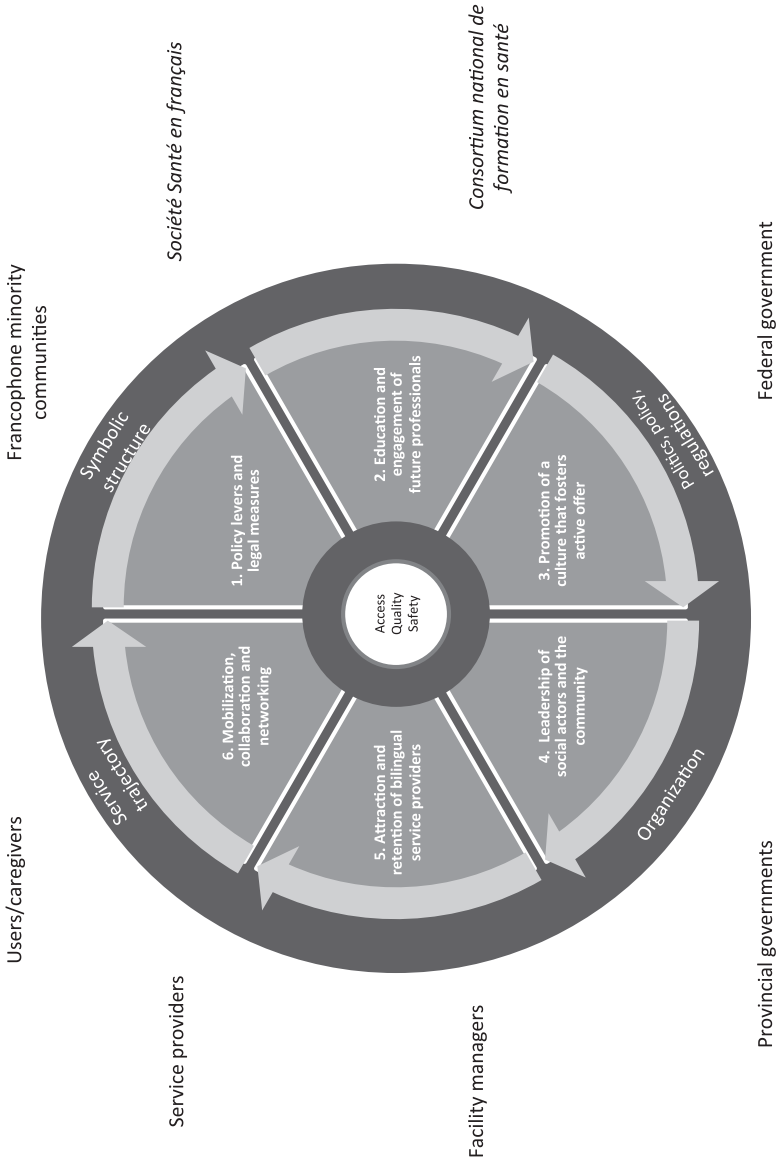 Users/caregivers
Francophone minority
communities
Service providers
Société Santé en français
Facility managers
Consortium national de
formation en santé
Provincial governments
Federal government
Service
trajectory
Symbolic
structure
Organization
Politics, policy,
regulations
1. Policy levers and
legal measures
2. Education and
engagement of
future professionals
3. Promotion of a
culture that fosters
active offer
4. Leadership of
social actors and the
community
5. Attraction and
retention of bilingual
service providers
6. Mobilization,
collaboration and
networking
Access
Quality
Safety